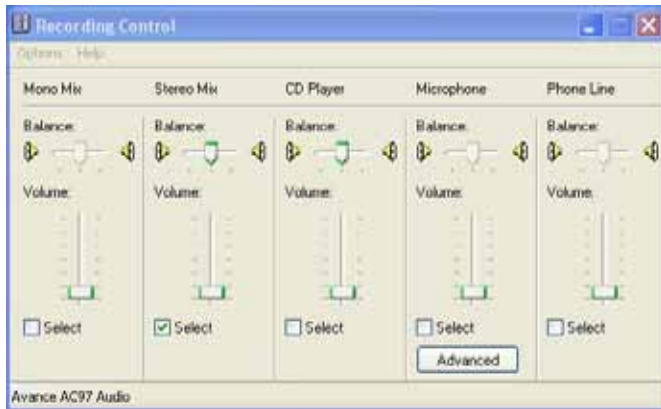 Recording Control
Options Help
Mono Mix Stereo Mix CD Player Microphone Phone Line
Balance: Balance: Balance: Balance: Balance:
Volume: Volume: Volume: Volume: Volume:
Select Select Select Select Select
Advanced
Avance AC97 Audio